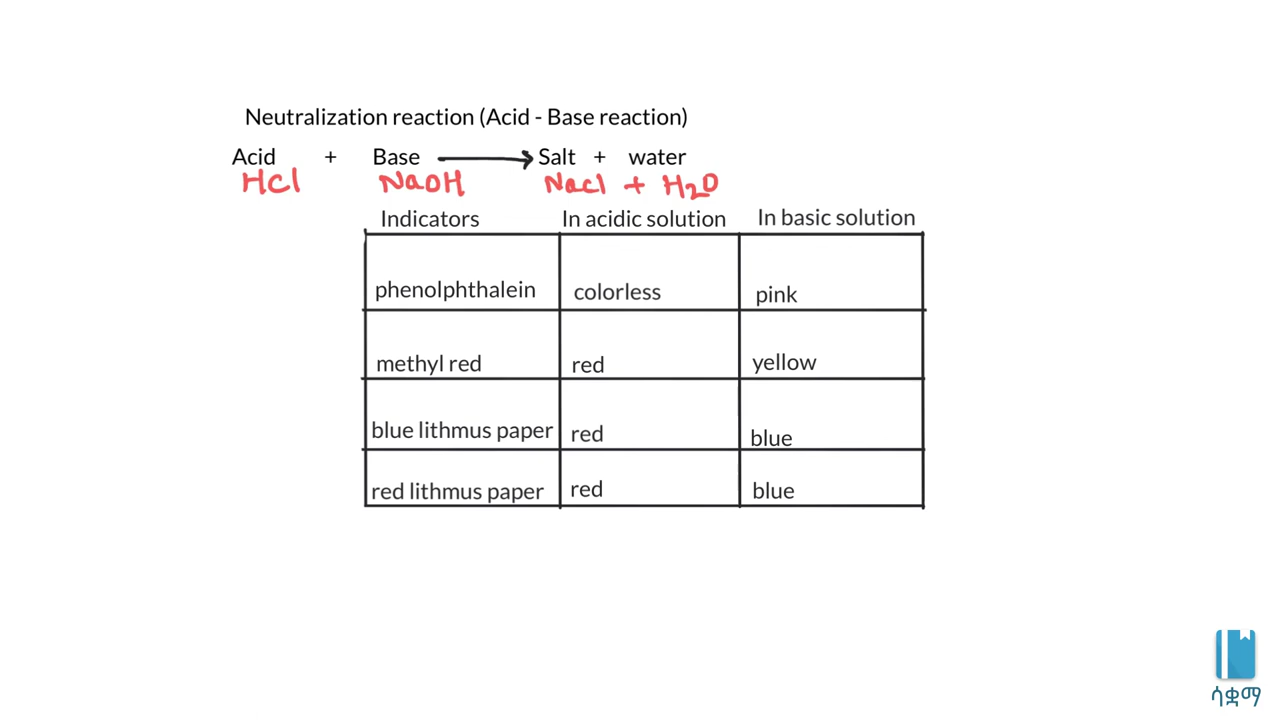 Neutralization reaction (Acid - Base reaction)
Acid + Base ⟶ Salt + water
HCl NaOH Nacl + H2O
Indicators In acidic solution In basic solution
phenolphthalein colorless pink
methyl red red yellow
blue lithmus paper red blue
red lithmus paper red blue
ሳቋማ